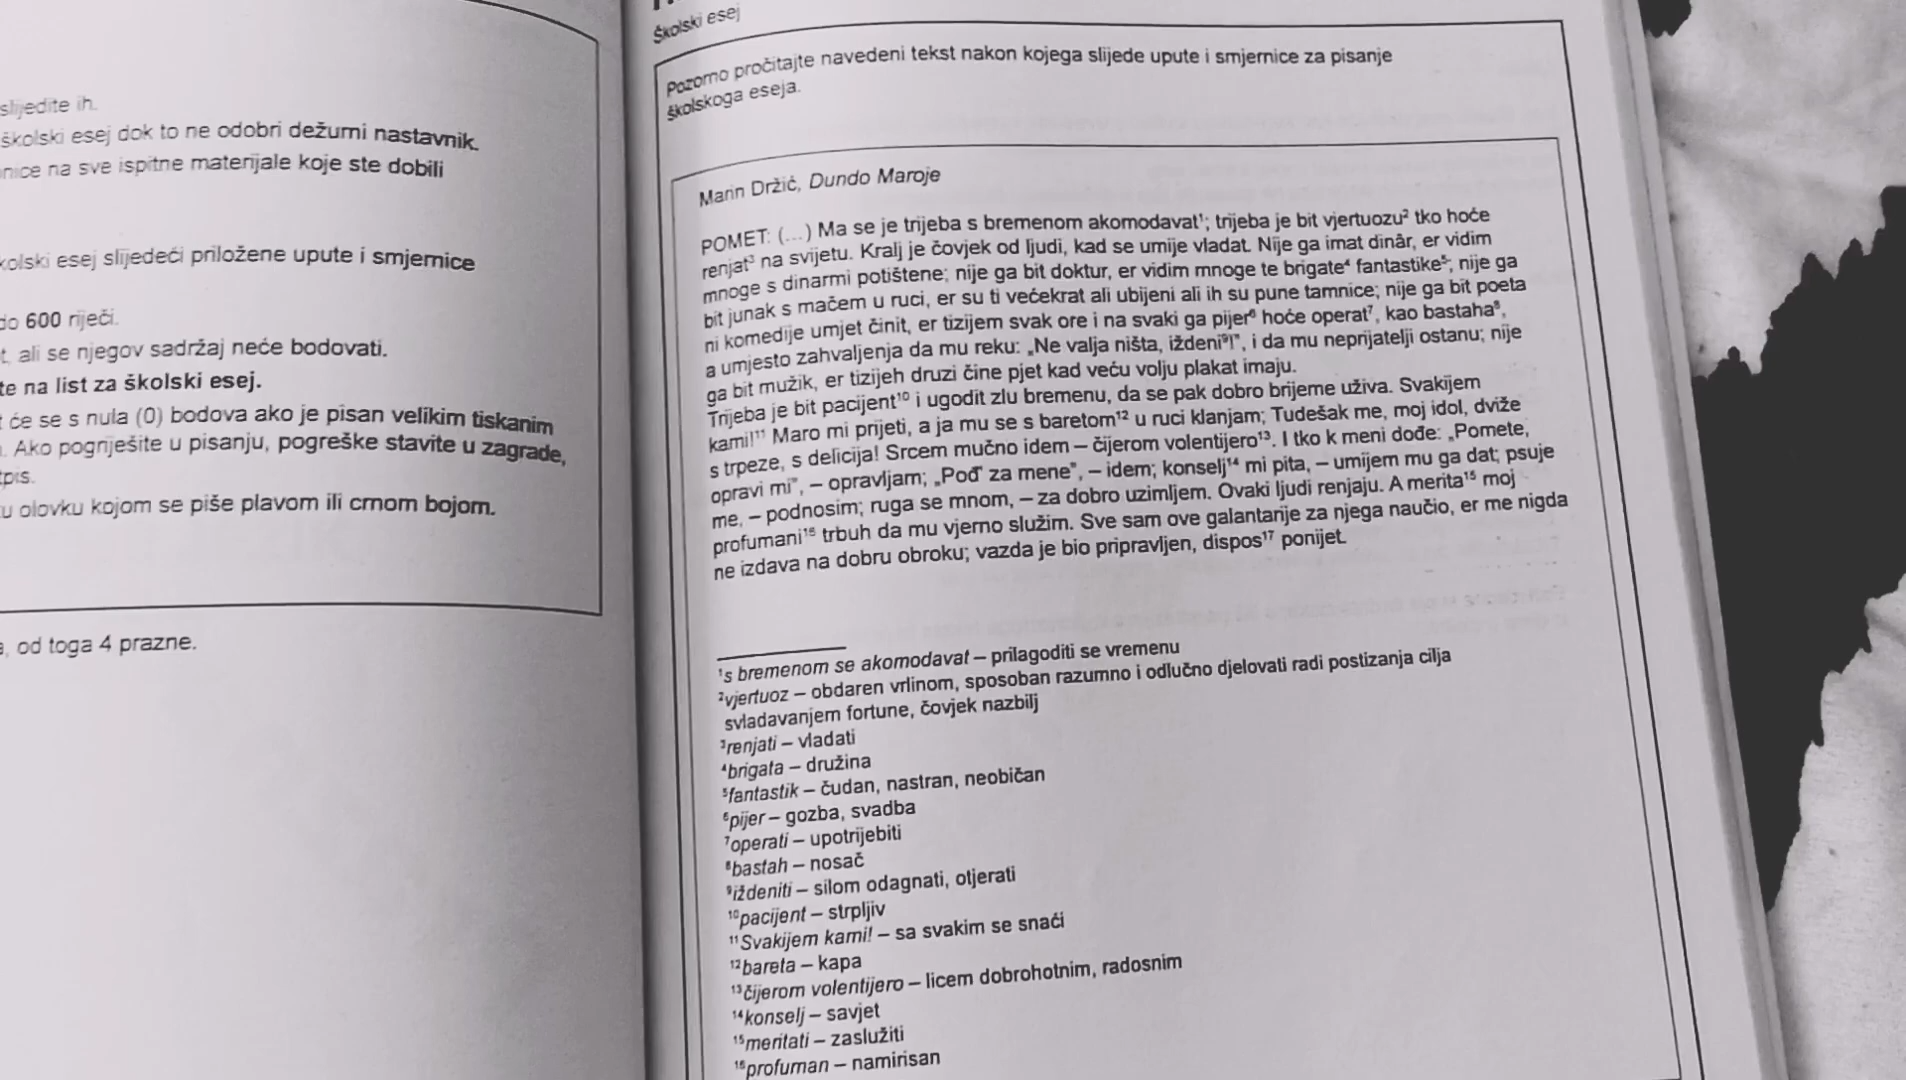 slijedite ih.
školski esej dok to ne odobri dežurni nastavnik.
nice na sve ispitne materijale koje ste dobili
kolski esej slijedeći priložene upute i smjernice
do 600 riječi.
t, ali se njegov sadržaj neće bodovati.
te na list za školski esej.
t će se s nula (0) bodova ako je pisan velikim tiskanim
. Ako pogriješite u pisanju, pogreške stavite u zagrade,
tpis.
u olovku kojom se piše plavom ili crnom bojom.
a, od toga 4 prazne.
Školski esej
Pozorno pročitajte navedeni tekst nakon kojega slijede upute i smjernice za pisanje
školskoga eseja.
Marin Držić, Dundo Maroje
POMET: (...) Ma se je trijeba s bremenom akomodavat¹; trijeba je bit vjertuozu² tko hoće
renjat³ na svijetu. Kralj je čovjek od ljudi, kad se umije vladat. Nije ga imat dinâr, er vidim
mnoge s dinarmi potištene; nije ga bit doktur, er vidim mnoge te brigate⁴ fantastike⁵; nije ga
bit junak s mačem u ruci, er su ti većekrat ali ubijeni ali ih su pune tamnice; nije ga bit poeta
ni komedije umjet činit, er tizijem svak ore i na svaki ga pijer⁶ hoće operat⁷, kao bastaha⁸,
a umjesto zahvaljenja da mu reku: „Ne valja ništa, iždeni⁹!”, i da mu neprijatelji ostanu; nije
ga bit mužik, er tizijeh druzi čine pjet kad veću volju plakat imaju.
Trijeba je bit pacijent¹⁰ i ugodit zlu bremenu, da se pak dobro brijeme uživa. Svakijem
kami!¹¹ Maro mi prijeti, a ja mu se s baretom¹² u ruci klanjam; Tudešak me, moj idol, dviže
s trpeze, s delicija! Srcem mučno idem – čijerom volentijero¹³. I tko k meni dođe: „Pomete,
opravi mi”, – opravljam; „Pođ' za mene”, – idem; konselj¹⁴ mi pita, – umijem mu ga dat; psuje
me, – podnosim; ruga se mnom, – za dobro uzimljem. Ovaki ljudi renjaju. A merita¹⁵ moj
profumani¹⁶ trbuh da mu vjerno služim. Sve sam ove galantarije za njega naučio, er me nigda
ne izdava na dobru obroku; vazda je bio pripravljen, dispos¹⁷ ponijet.
¹s bremenom se akomodavat – prilagoditi se vremenu
²vjertuoz – obdaren vrlinom, sposoban razumno i odlučno djelovati radi postizanja cilja
svladavanjem fortune, čovjek nazbilj
³renjati – vladati
⁴brigata – družina
⁵fantastik – čudan, nastran, neobičan
⁶pijer – gozba, svadba
⁷operati – upotrijebiti
⁸bastah – nosač
⁹iždeniti – silom odagnati, otjerati
¹⁰pacijent – strpljiv
¹¹Svakijem kami! – sa svakim se snaći
¹²bareta – kapa
¹³čijerom volentijero – licem dobrohotnim, radosnim
¹⁴konselj – savjet
¹⁵meritati – zaslužiti
¹⁶profuman – namirisan